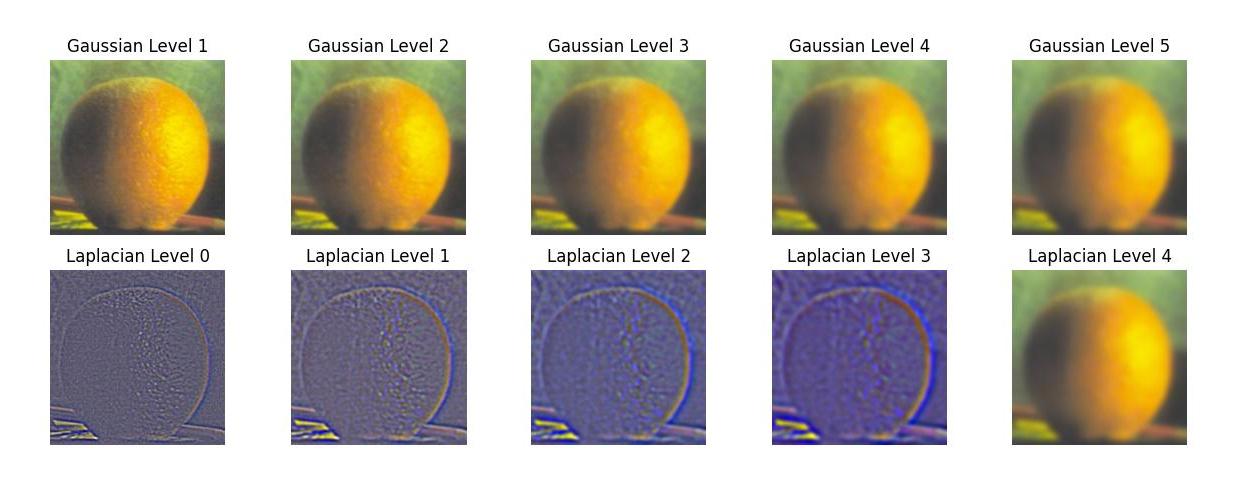 Gaussian Level 1
Gaussian Level 2
Gaussian Level 3
Gaussian Level 4
Gaussian Level 5
Laplacian Level 0
Laplacian Level 1
Laplacian Level 2
Laplacian Level 3
Laplacian Level 4